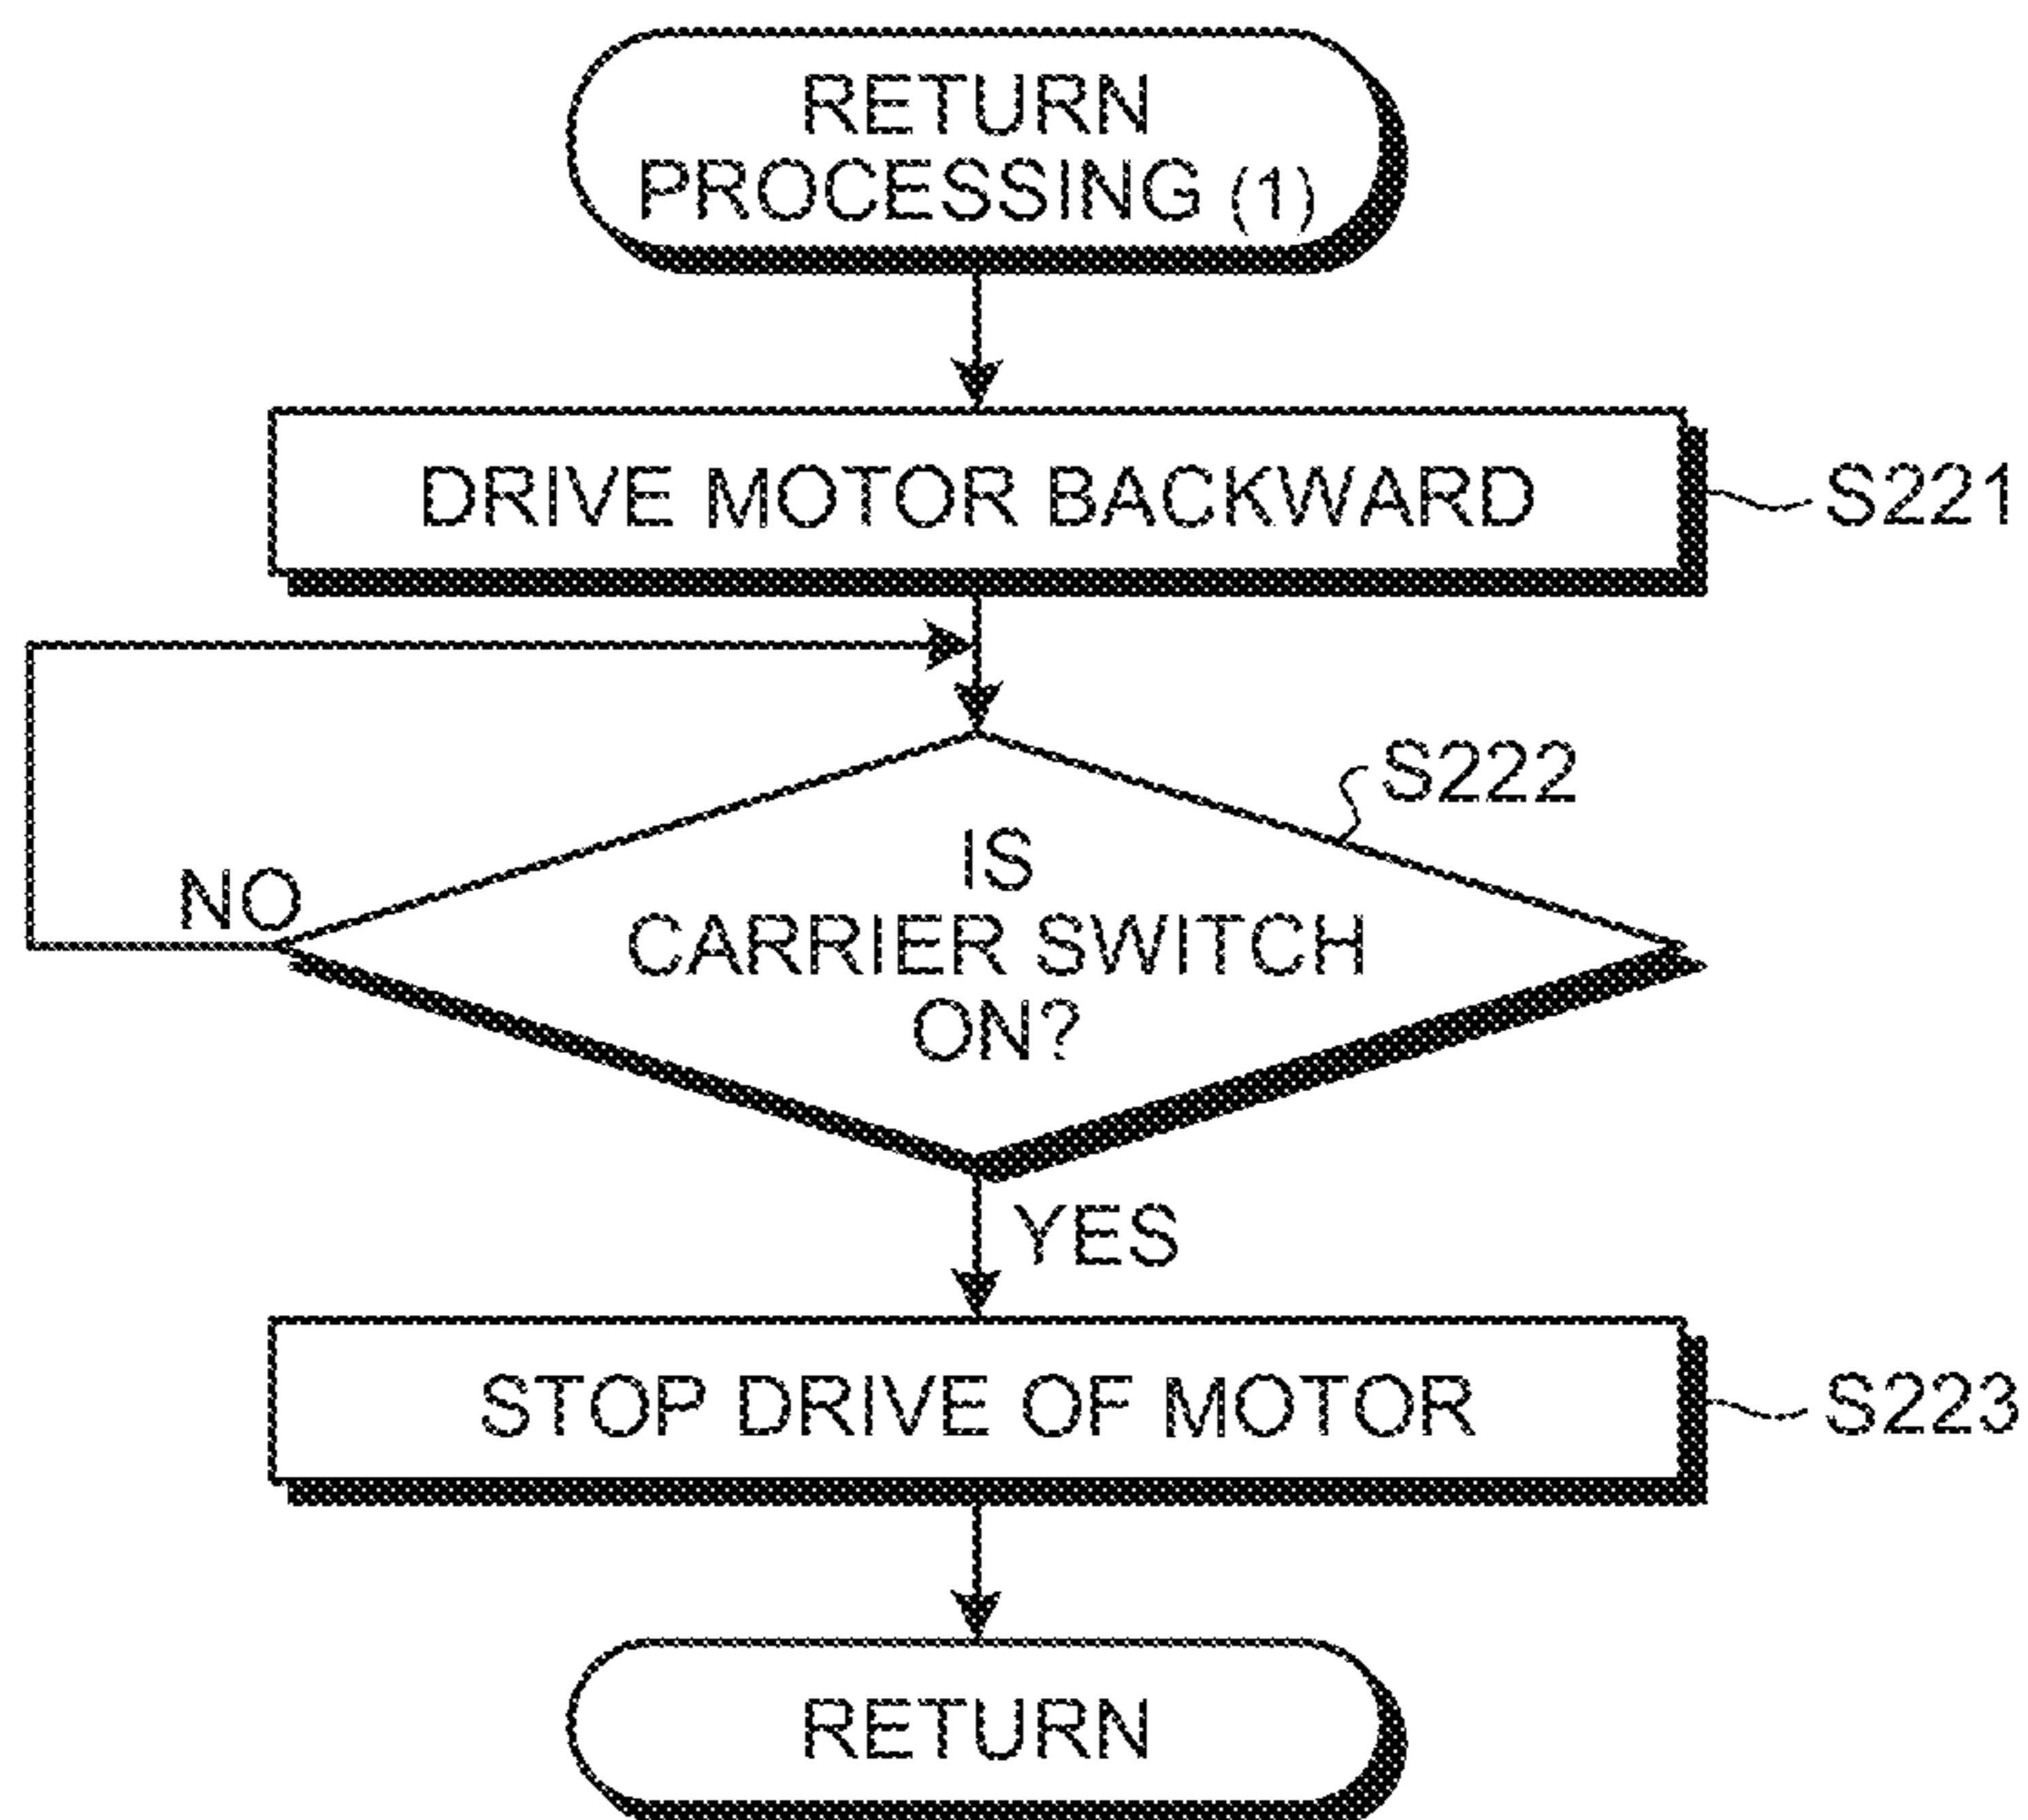 RETURN
PROCESSING (1)
DRIVE MOTOR BACKWARD
S221
S222
IS
CARRIER SWITCH
ON?
NO
YES
STOP DRIVE OF MOTOR
S223
RETURN